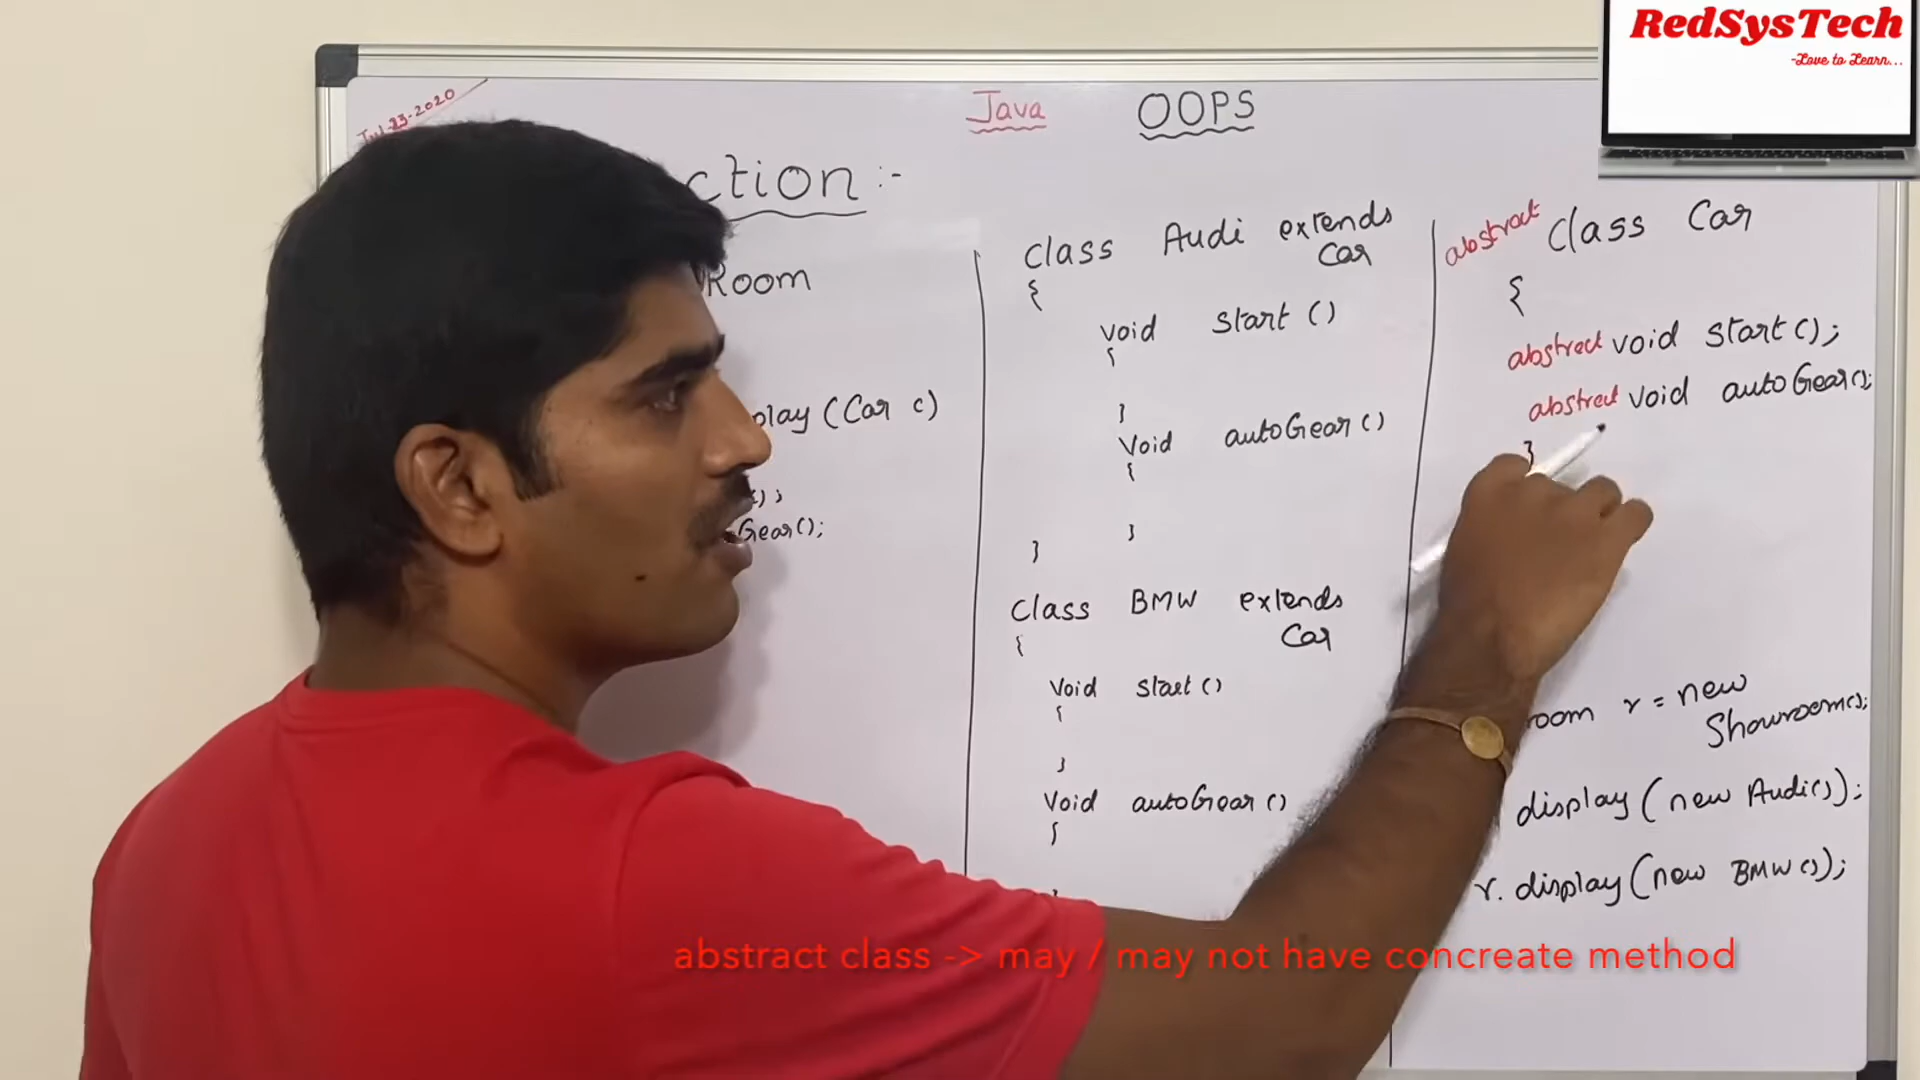 RedSysTech
-Love to Learn...
Jul-23-2020
Java OOPS
ction :-
Room
play (Car c)
();
Gear();
Class Audi extends
Car
{
void start ()
{
}
Void autoGear ()
{
}
}
Class BMW extends
Car
{
Void start ()
{
}
Void autoGear ()
{
}
abstract Class Car
{
abstract void start ();
abstract void autoGear();
}
room r = new
Showroom();
display (new Audi());
r. display (new BMW());
abstract class -> may / may not have concreate method